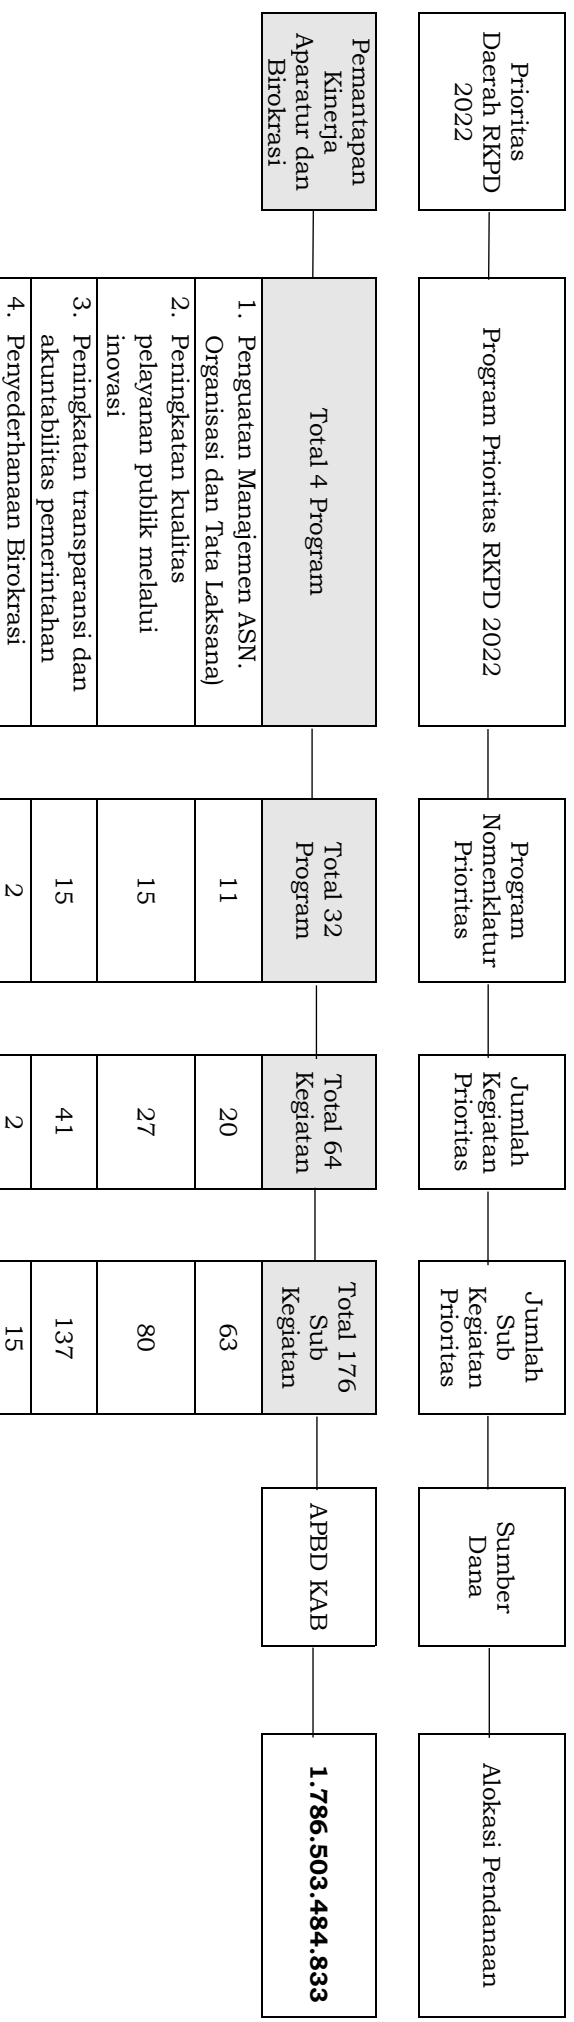 Prioritas
Daerah RKPD
2022
Program Prioritas RKPD 2022
Program
Nomenklatur
Prioritas
Jumlah
Kegiatan
Prioritas
Jumlah
Sub
Kegiatan
Prioritas
Sumber
Dana
Alokasi Pendanaan
Pemantapan
Kinerja
Aparatur dan
Birokrasi
Total 4 Program
Total 32
Program
Total 64
Kegiatan
Total 176
Sub
Kegiatan
APBD KAB
1.786.503.484.833
1. Penguatan Manajemen ASN.
Organisasi dan Tata Laksana)
11
20
63
2. Peningkatan kualitas
pelayanan publik melalui
inovasi
15
27
80
3. Peningkatan transparansi dan
akuntabilitas pemerintahan
15
41
137
4. Penyederhanaan Birokrasi
2
2
15